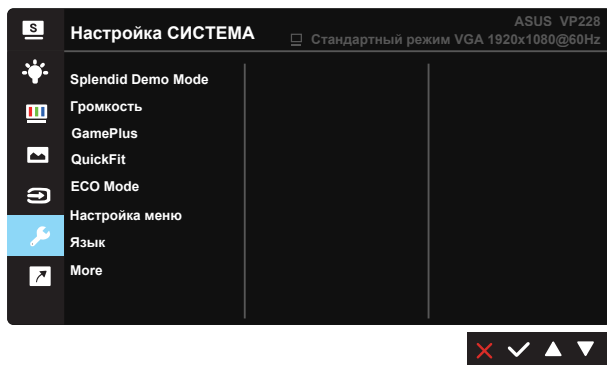 S
Настройка СИСТЕМА
ASUS VP228
Стандартный режим VGA 1920x1080@60Hz
Splendid Demo Mode
Громкость
GamePlus
QuickFit
ECO Mode
Настройка меню
Язык
More